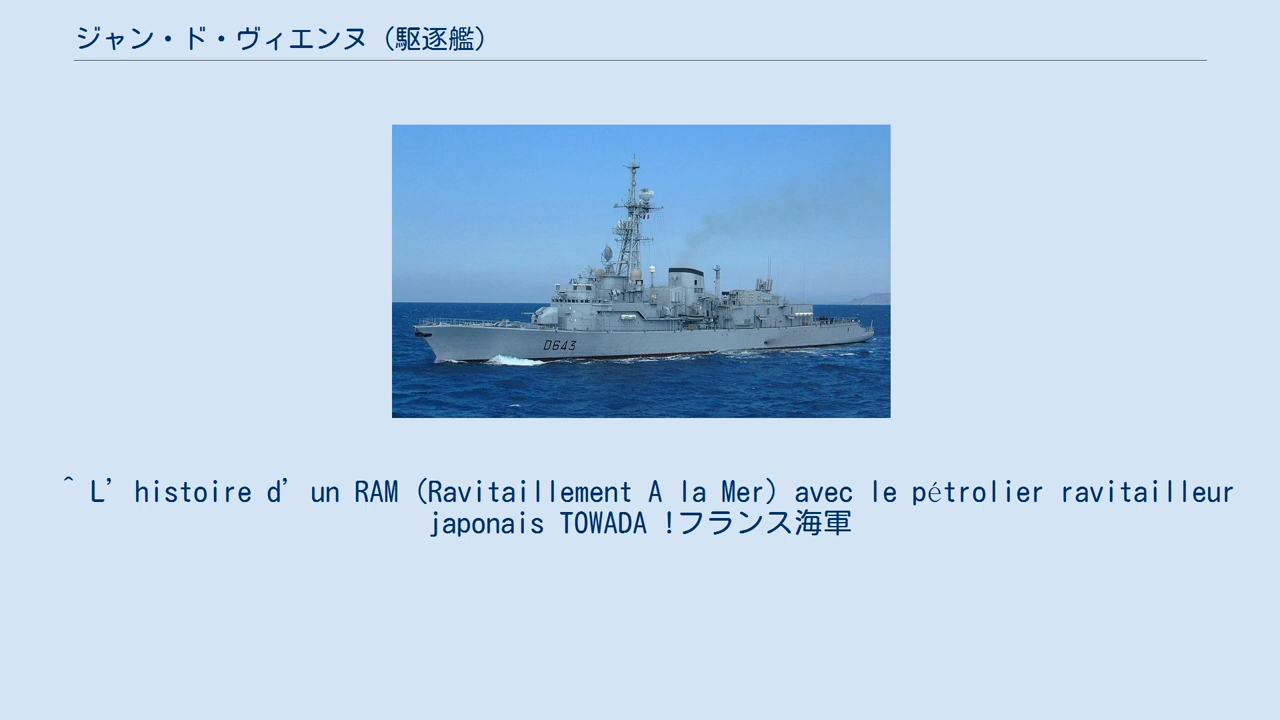 ジャン・ド・ヴィエンヌ（駆逐艦）
D643
^ L’histoire d’un RAM (Ravitaillement A la Mer) avec le pétrolier ravitailleur
japonais TOWADA !フランス海軍